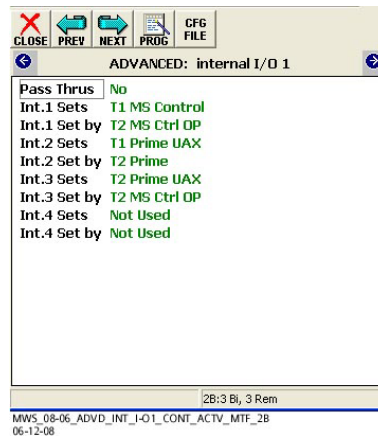 CLOSE PREV NEXT PROG CFG FILE
ADVANCED: internal I/O 1
Pass Thrus No
Int.1 Sets T1 MS Control
Int.1 Set by T2 MS Ctrl OP
Int.2 Sets T1 Prime UAX
Int.2 Set by T2 Prime
Int.3 Sets T2 Prime UAX
Int.3 Set by T2 MS Ctrl OP
Int.4 Sets Not Used
Int.4 Set by Not Used
2B:3 Bi, 3 Rem
MWS_08-06_ADVD_INT_I-O1_CONT_ACTV_MTF_2B
06-12-08